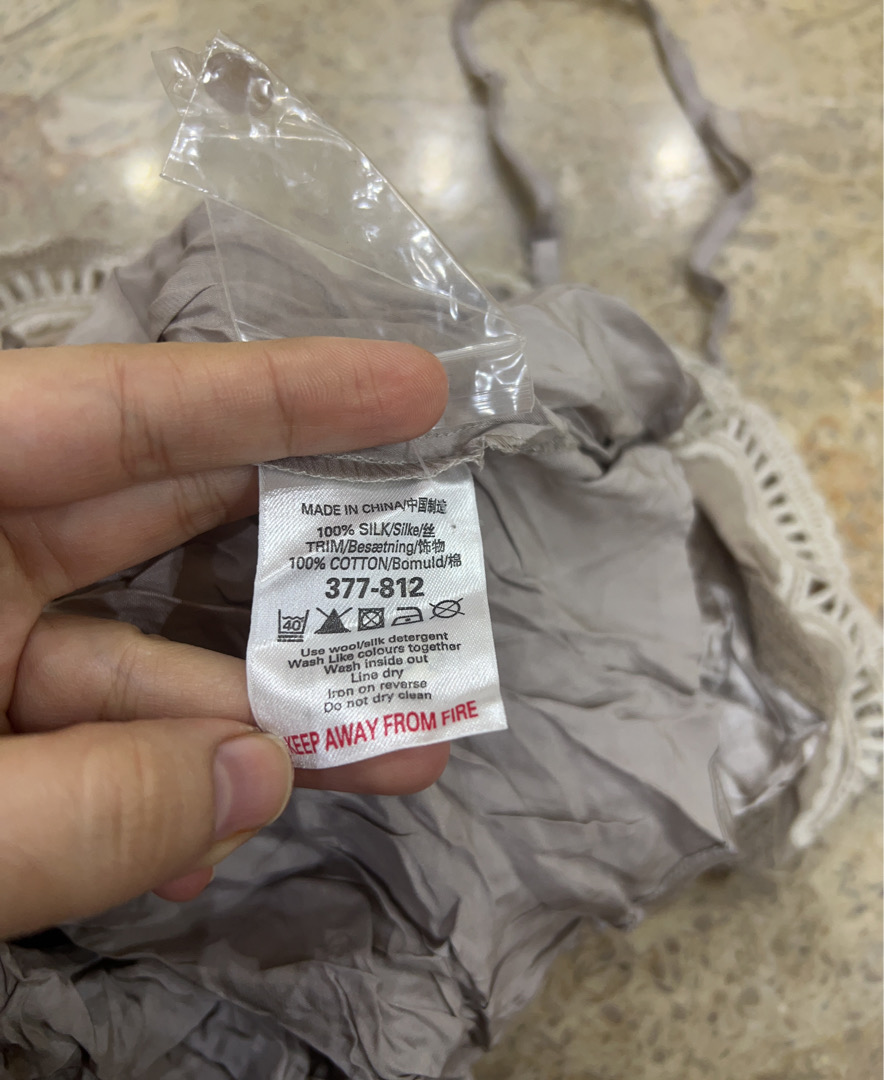 MADE IN CHINA/中国制造
100% SILK/Silke/丝
TRIM/Besætning/饰物
100% COTTON/Bomuld/棉
377-812
40
Use wool/silk detergent
Wash Like colours together
Wash inside out
Line dry
Iron on reverse
Do not dry clean
KEEP AWAY FROM FIRE